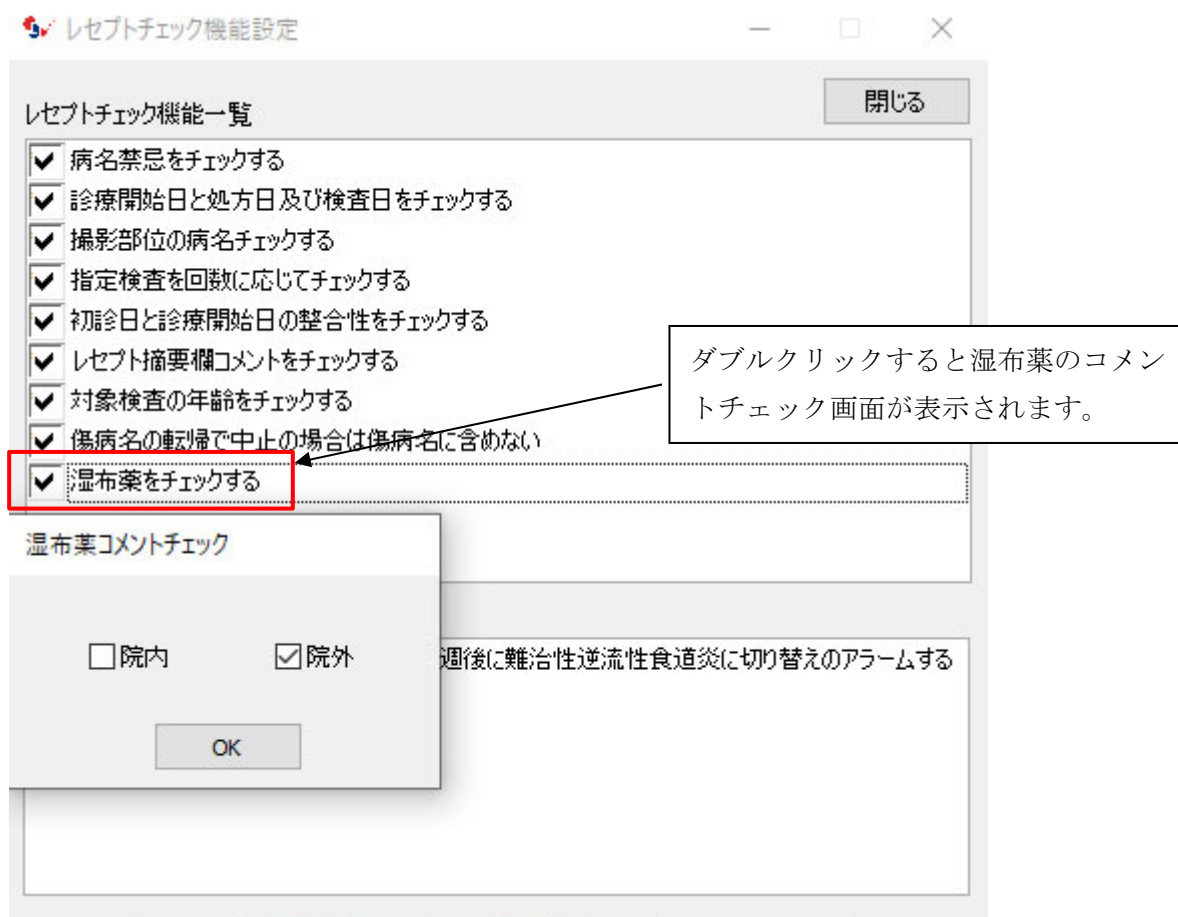 レセプトチェック機能設定
閉じる
レセプトチェック機能一覧
病名禁忌をチェックする
診療開始日と処方日及び検査日をチェックする
撮影部位の病名チェックする
指定検査を回数に応じてチェックする
初診日と診療開始日の整合性をチェックする
レセプト摘要欄コメントをチェックする
対象検査の年齢をチェックする
傷病名の転帰で中止の場合は傷病名に含めない
湿布薬をチェックする
ダブルクリックすると湿布薬のコメン
トチェック画面が表示されます。
湿布薬コメントチェック
院内
院外
週後に難治性逆流性食道炎に切り替えのアラームする
OK